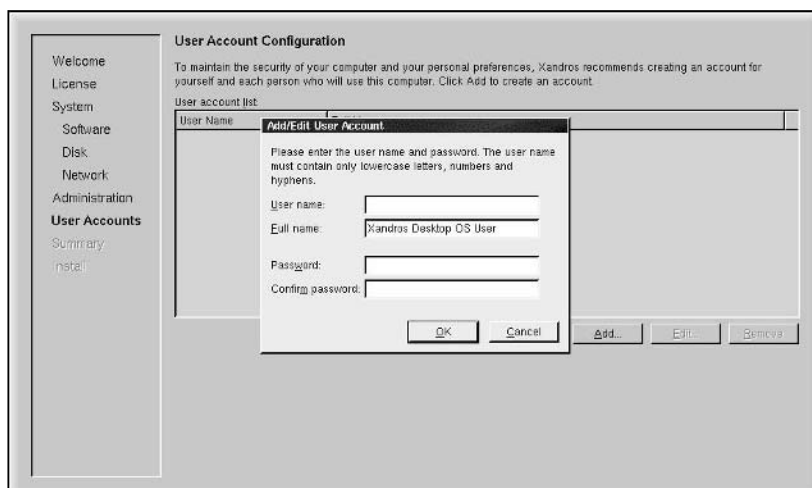 Welcome
License
System
Software
Disk
Network
Administration
User Accounts
Summary
Install
User Account Configuration
To maintain the security of your computer and your personal preferences, Xandros recommends creating an account for
yourself and each person who will use this computer. Click Add to create an account.
User account list
User Name
Add/Edit User Account
Please enter the user name and password. The user name
must contain only lowercase letters, numbers and
hyphens.
User name:
Full name:
Xandros Desktop OS User
Password:
Confirm password:
OK
Cancel
Add...
Edit...
Remove